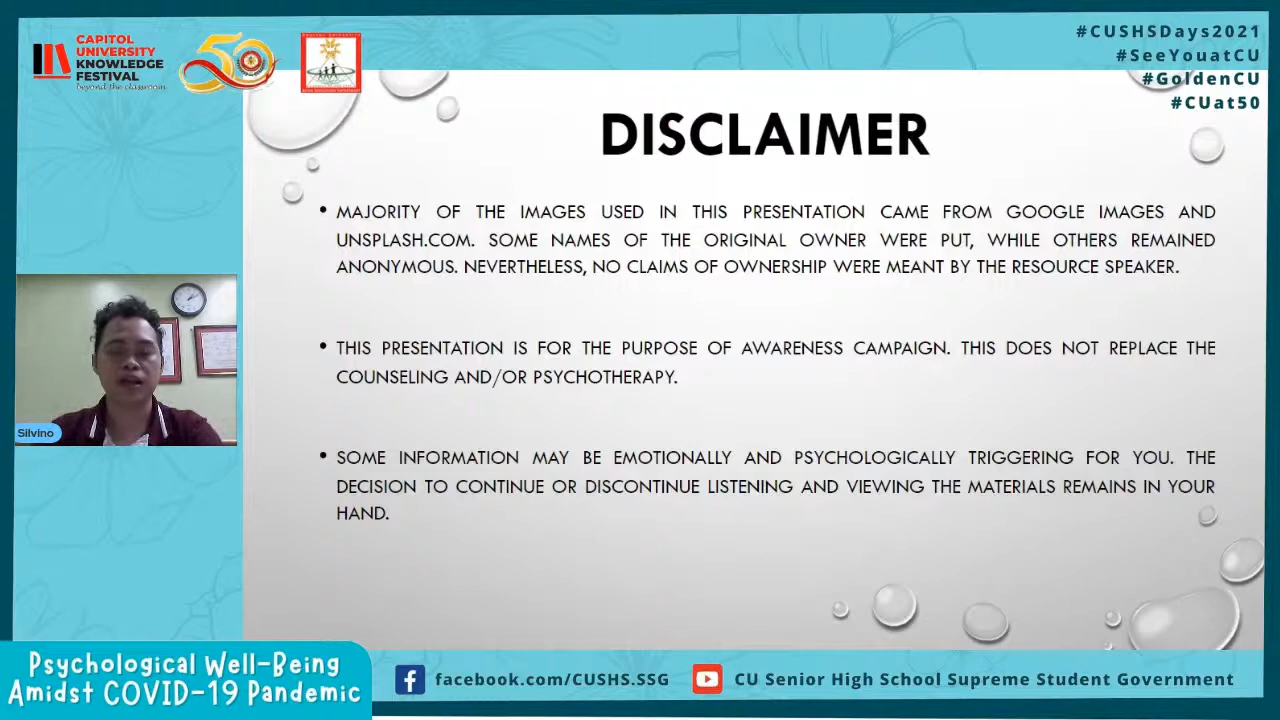 CAPITOL
UNIVERSITY
KNOWLEDGE
FESTIVAL
beyond the classroom
50
#CUSHSDays2021
#SeeYouatCU
#GoldenCU
#CUat50
DISCLAIMER
• MAJORITY OF THE IMAGES USED IN THIS PRESENTATION CAME FROM GOOGLE IMAGES AND
UNSPLASH.COM. SOME NAMES OF THE ORIGINAL OWNER WERE PUT, WHILE OTHERS REMAINED
ANONYMOUS. NEVERTHELESS, NO CLAIMS OF OWNERSHIP WERE MEANT BY THE RESOURCE SPEAKER.
• THIS PRESENTATION IS FOR THE PURPOSE OF AWARENESS CAMPAIGN. THIS DOES NOT REPLACE THE
COUNSELING AND/OR PSYCHOTHERAPY.
• SOME INFORMATION MAY BE EMOTIONALLY AND PSYCHOLOGICALLY TRIGGERING FOR YOU. THE
DECISION TO CONTINUE OR DISCONTINUE LISTENING AND VIEWING THE MATERIALS REMAINS IN YOUR
HAND.
Silvino
Psychological Well-Being
Amidst COVID-19 Pandemic
facebook.com/CUSHS.SSG
CU Senior High School Supreme Student Government